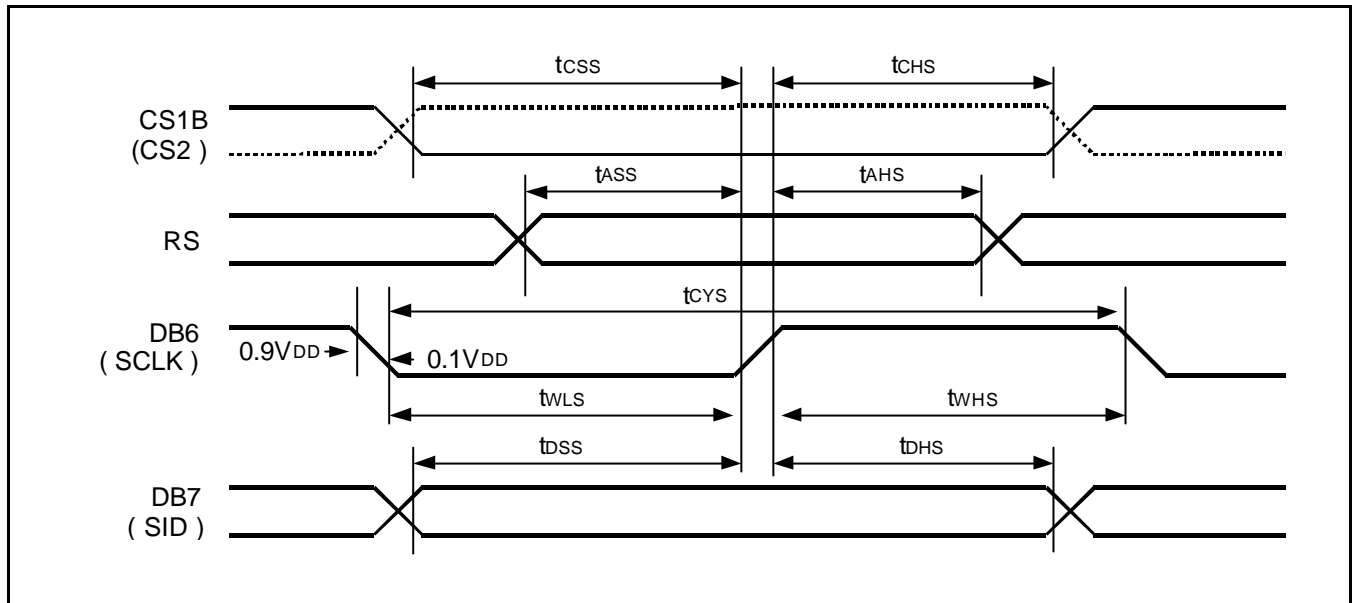 tCSS tCHS
CS1B
(CS2 )
tASS tAHS
RS
tCYS
DB6
( SCLK )
0.9VDD 0.1VDD
tWLS tWHS
tDSS tDHS
DB7
( SID )